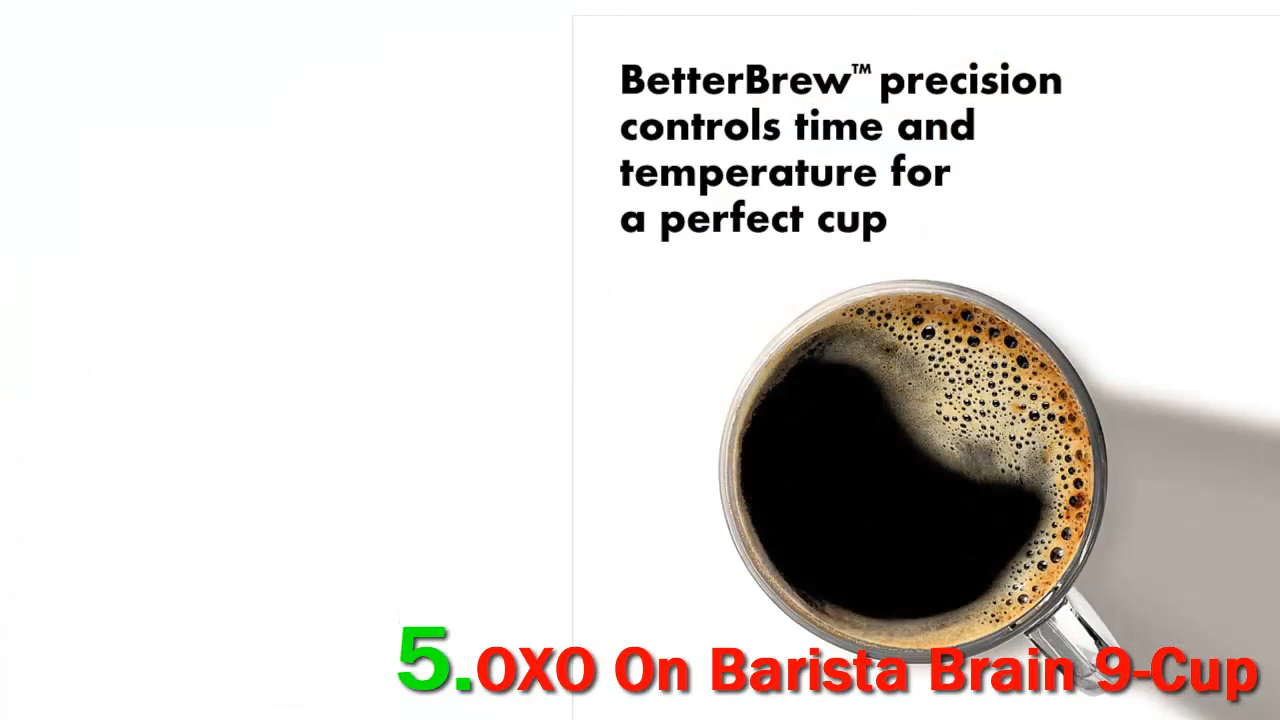 BetterBrew™ precision
controls time and
temperature for
a perfect cup
5.OXO On Barista Brain 9-Cup